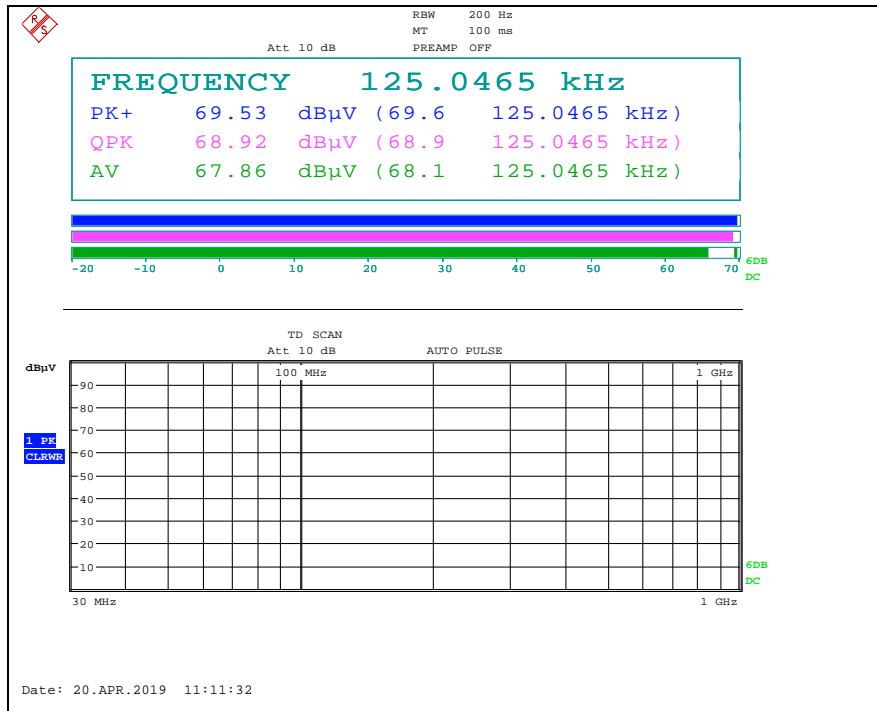 R S
RBW 200 Hz
MT 100 ms
Att 10 dB PREAMP OFF
FREQUENCY 125.0465 kHz
PK+ 69.53 dBµV (69.6 125.0465 kHz)
QPK 68.92 dBµV (68.9 125.0465 kHz)
AV 67.86 dBµV (68.1 125.0465 kHz)
-20 -10 0 10 20 30 40 50 60 70
6DB
DC
TD SCAN
Att 10 dB AUTO PULSE
dBµV
100 MHz 1 GHz
90
80
70
1 PK
CLRWR
60
50
40
30
20
10
6DB
DC
30 MHz 1 GHz
Date: 20.APR.2019 11:11:32